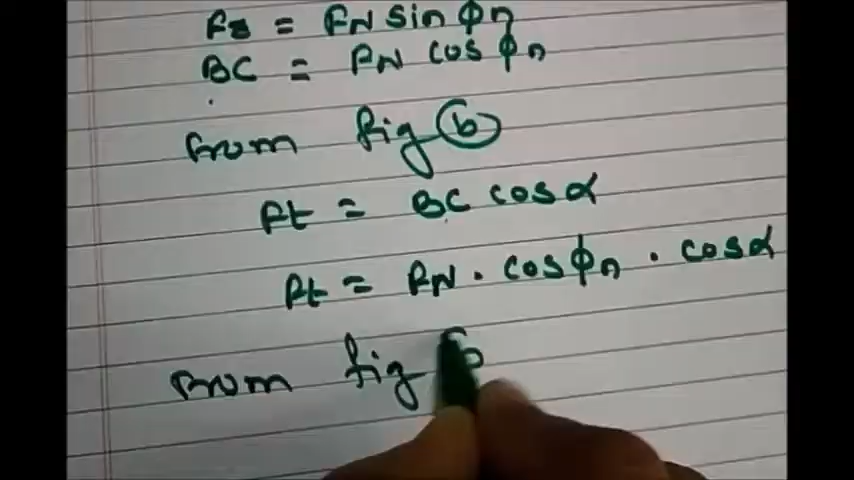 Fs = FN sin ϕn
BC = FN cos ϕn
From fig (b)
Ft = BC cos α
Ft = FN . cos ϕn . cos α
From fig b